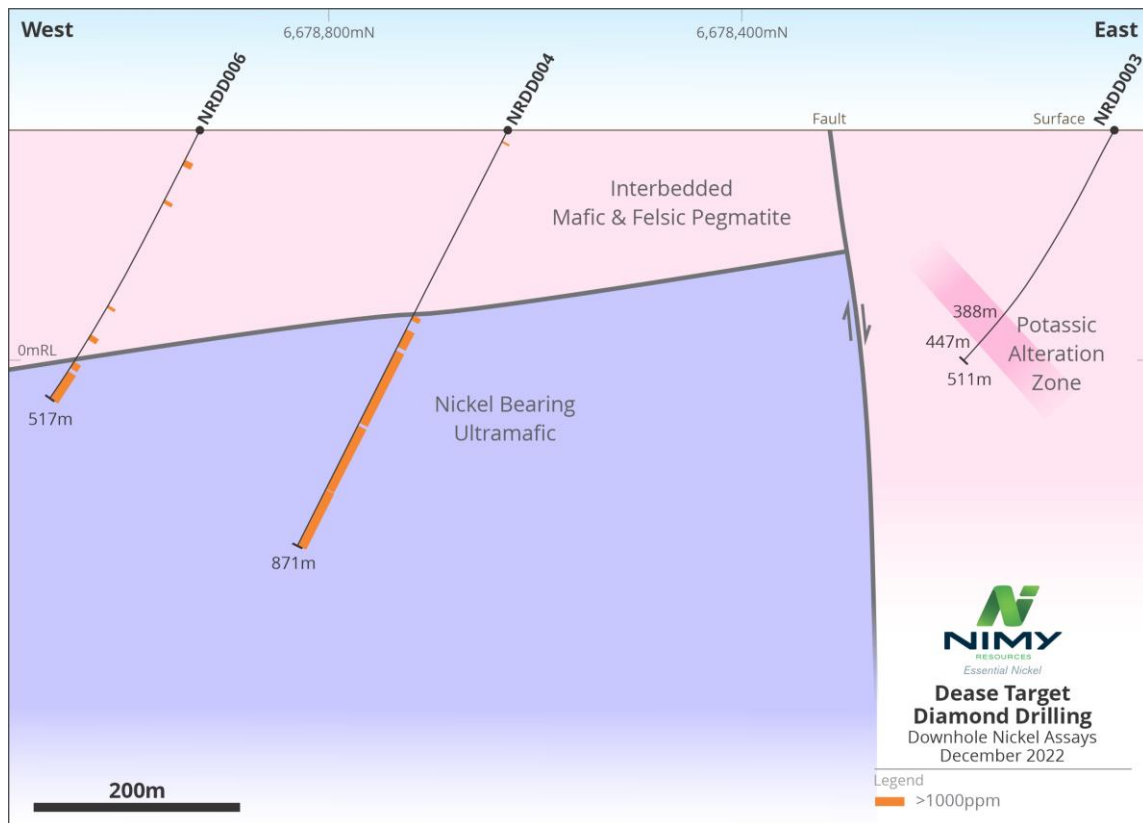 West
6,678,800mN
6,678,400mN
East
NRDD006
NRDD004
NRDD003
Fault
Surface
Interbedded
Mafic & Felsic Pegmatite
388m
447m
511m
Potassic
Alteration
Zone
0mRL
517m
Nickel Bearing
Ultramafic
871m
NIMY
RESOURCES
Essential Nickel
Dease Target
Diamond Drilling
Downhole Nickel Assays
December 2022
Legend
>1000ppm
200m